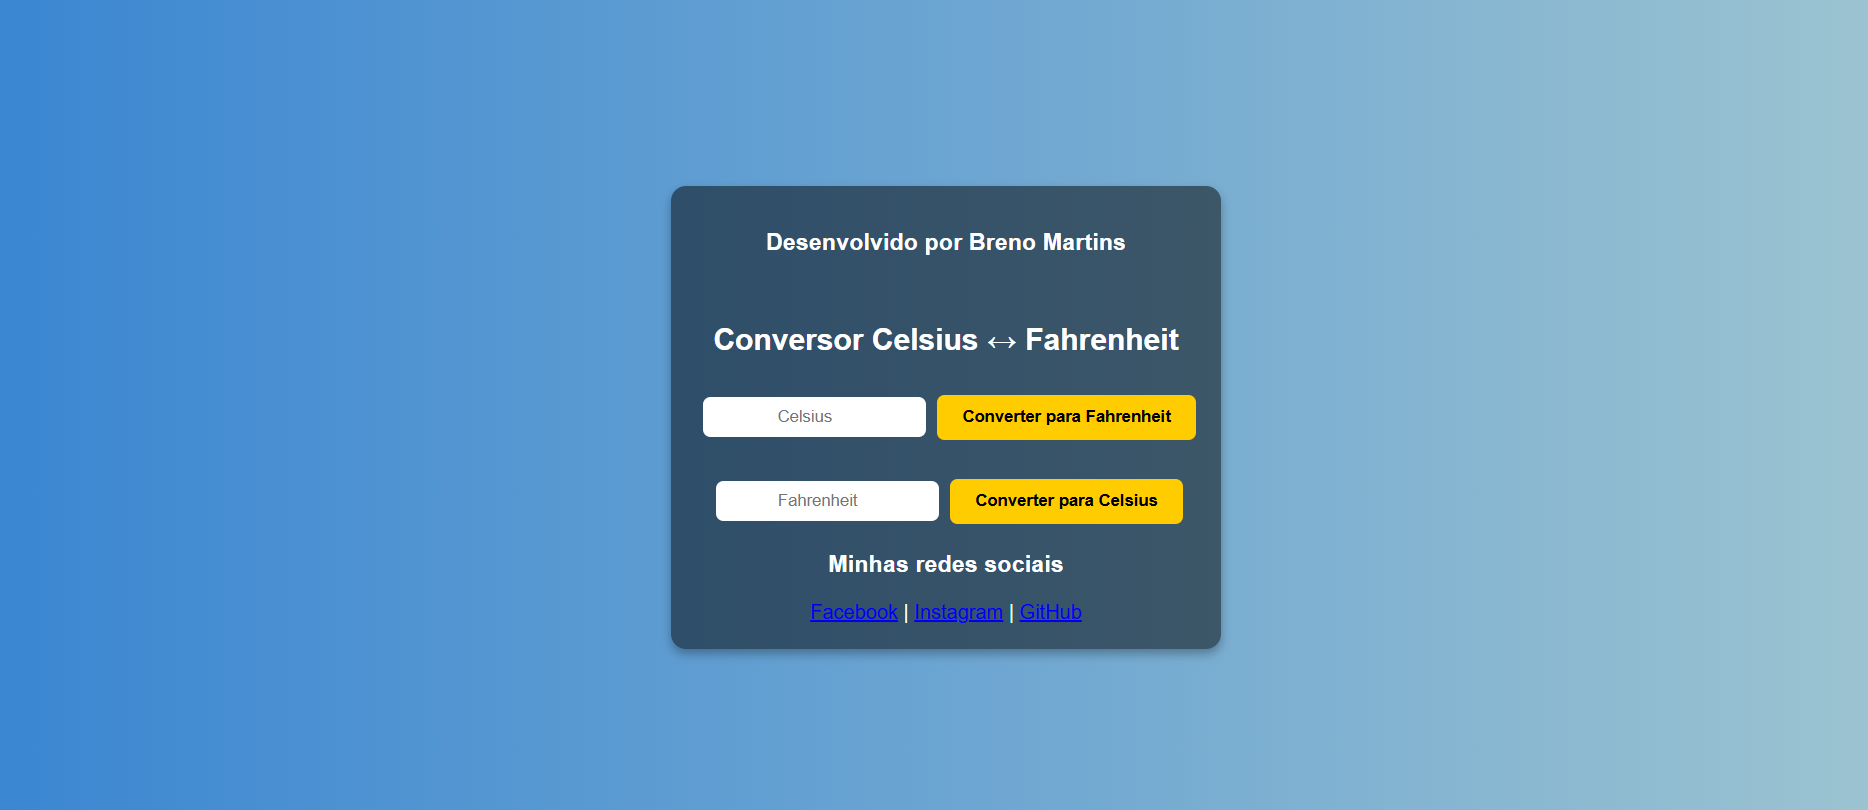 Desenvolvido por Breno Martins
Conversor Celsius ↔ Fahrenheit
Celsius Converter para Fahrenheit
Fahrenheit Converter para Celsius
Minhas redes sociais
Facebook | Instagram | GitHub